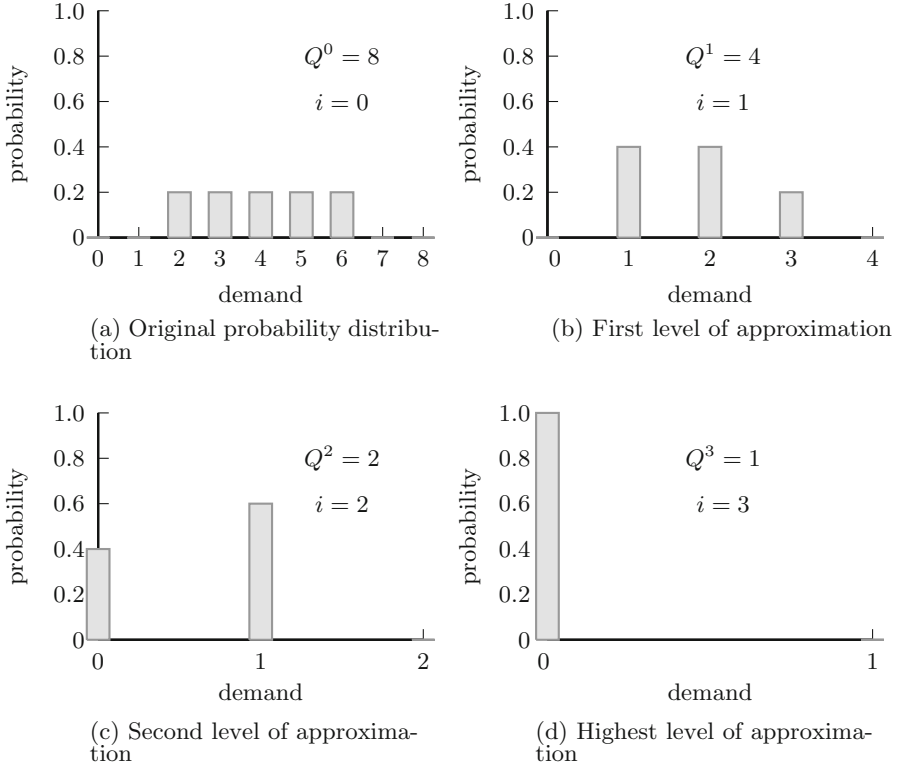 1.0
0.8
0.6
0.4
0.2
0
probability
Q^0 = 8
i = 0
0 1 2 3 4 5 6 7 8
demand
(a) Original probability distribu-
tion
1.0
0.8
0.6
0.4
0.2
0
probability
Q^1 = 4
i = 1
0 1 2 3 4
demand
(b) First level of approximation
1.0
0.8
0.6
0.4
0.2
0
probability
Q^2 = 2
i = 2
0 1 2
demand
(c) Second level of approxima-
tion
1.0
0.8
0.6
0.4
0.2
0
probability
Q^3 = 1
i = 3
0 1
demand
(d) Highest level of approxima-
tion